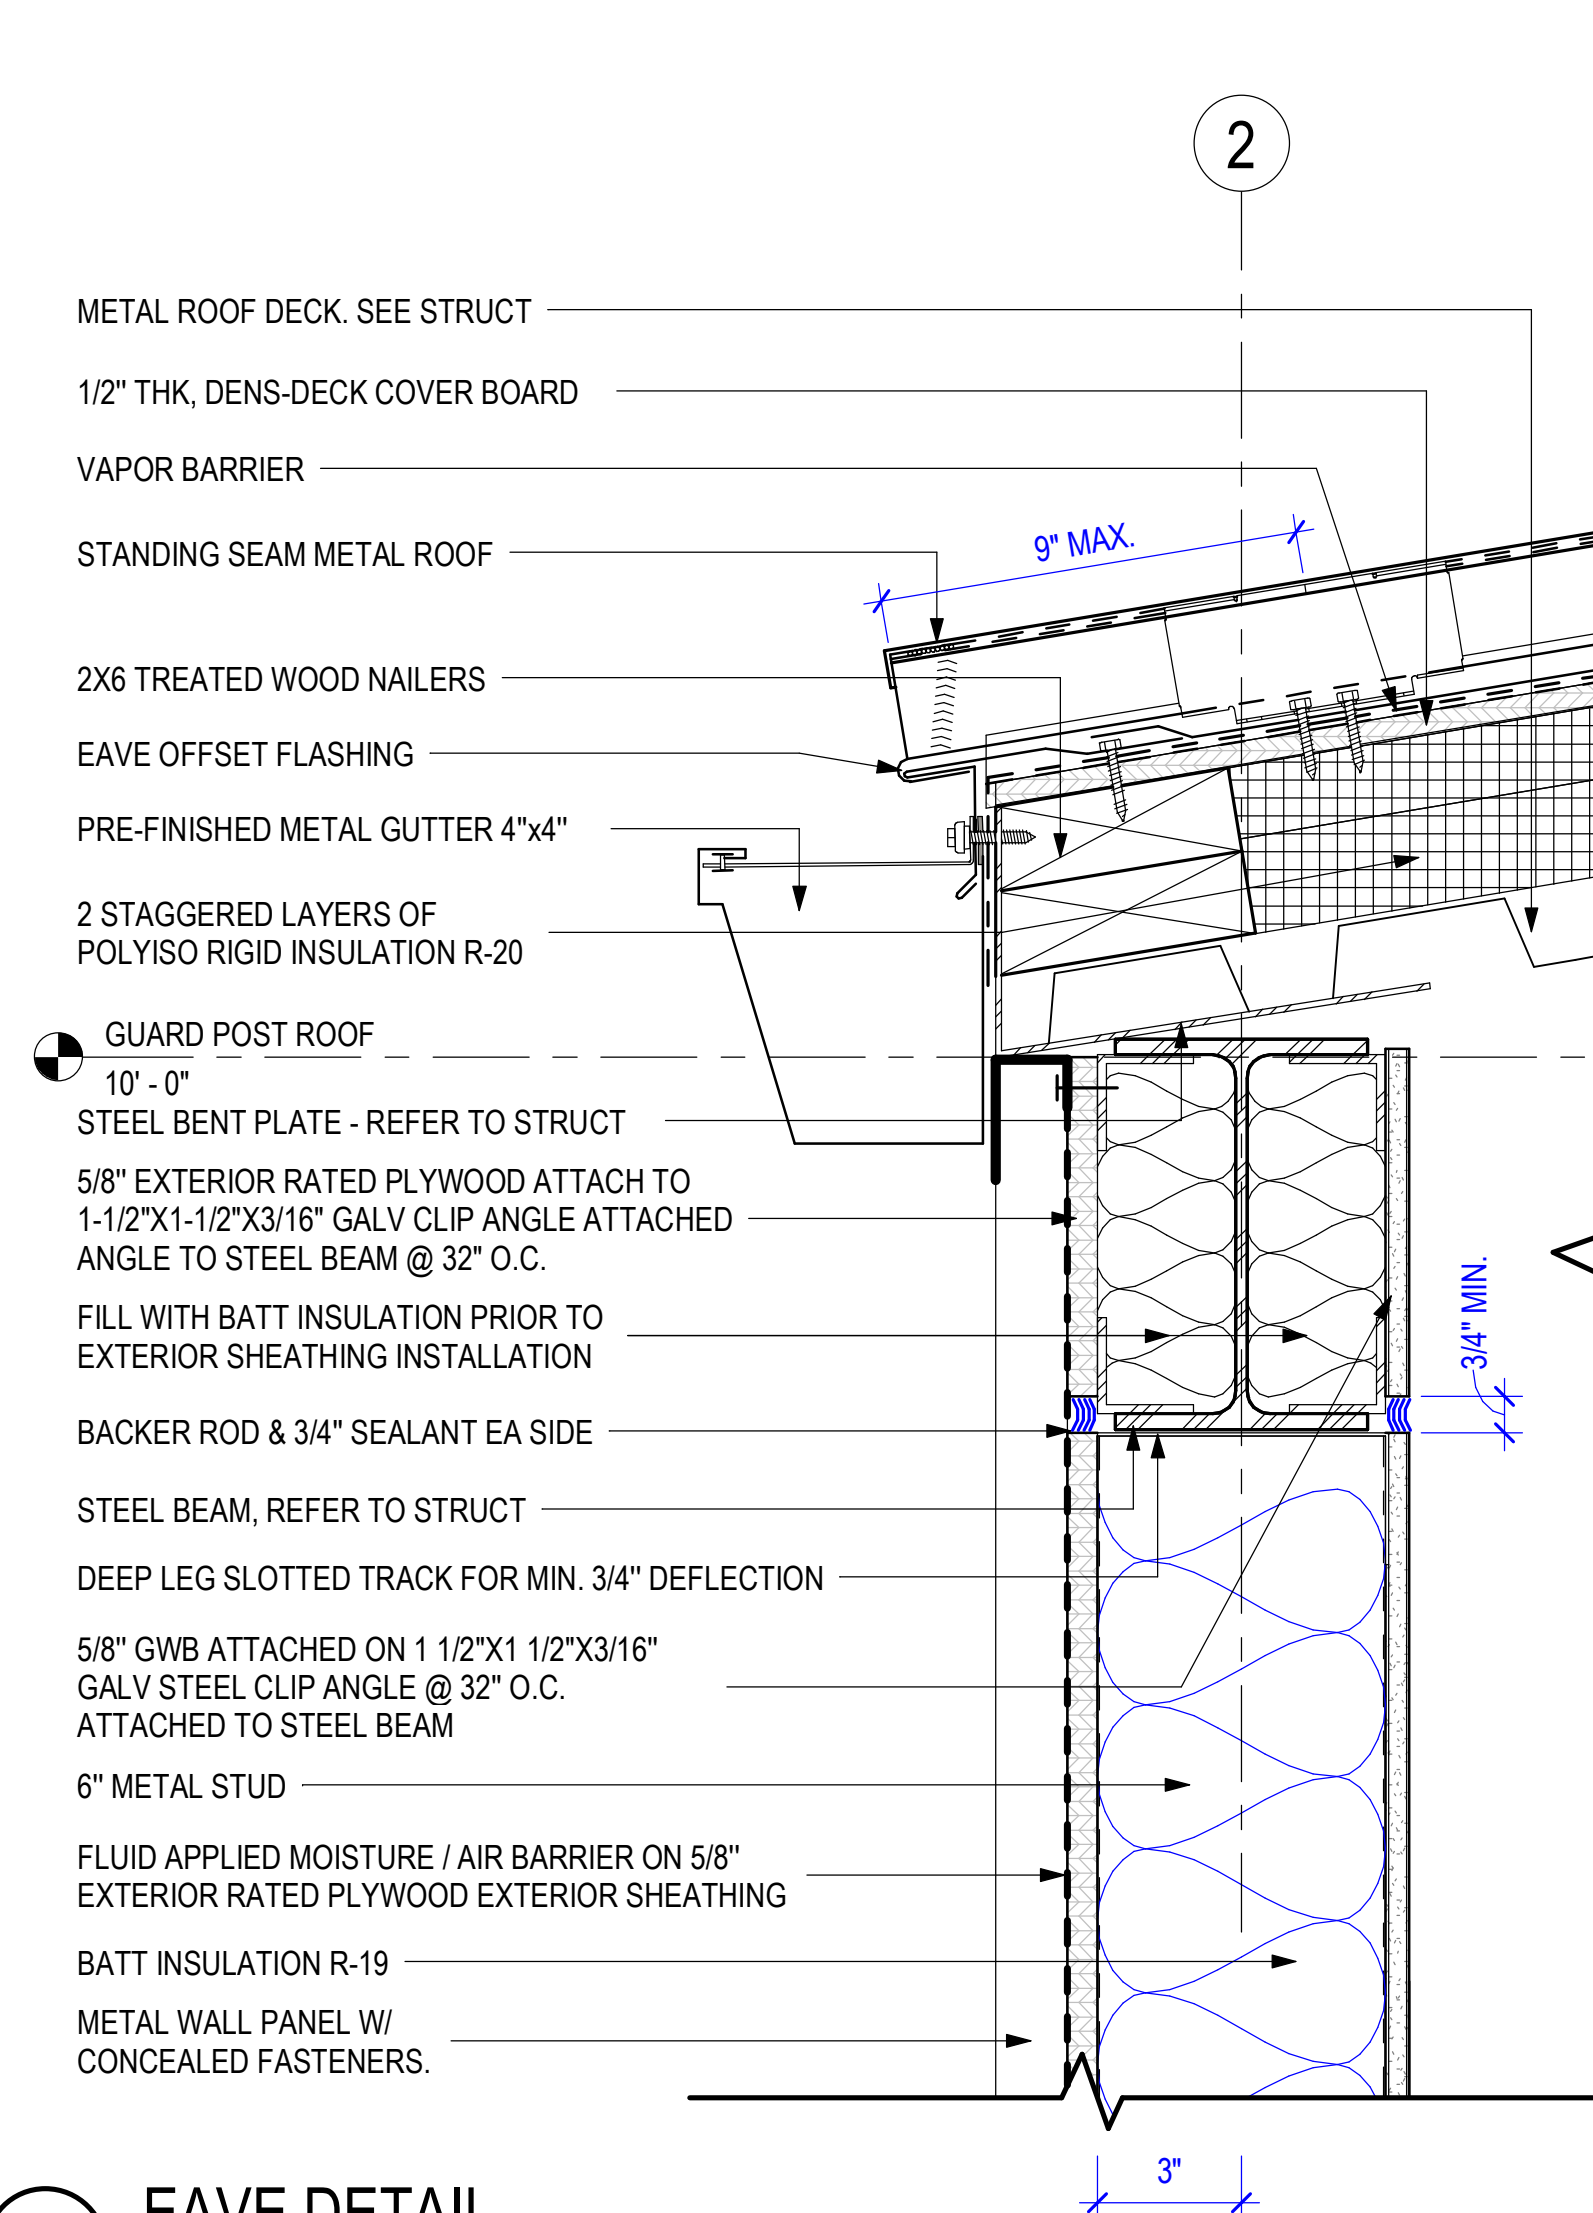 2
METAL ROOF DECK. SEE STRUCT
1/2" THK, DENS-DECK COVER BOARD
VAPOR BARRIER
STANDING SEAM METAL ROOF
9" MAX.
2X6 TREATED WOOD NAILERS
EAVE OFFSET FLASHING
PRE-FINISHED METAL GUTTER 4"x4"
2 STAGGERED LAYERS OF
POLYISO RIGID INSULATION R-20
GUARD POST ROOF
10' - 0"
STEEL BENT PLATE - REFER TO STRUCT
5/8" EXTERIOR RATED PLYWOOD ATTACH TO
1-1/2"X1-1/2"X3/16" GALV CLIP ANGLE ATTACHED
ANGLE TO STEEL BEAM @ 32" O.C.
FILL WITH BATT INSULATION PRIOR TO
EXTERIOR SHEATHING INSTALLATION
3/4" MIN.
BACKER ROD & 3/4" SEALANT EA SIDE
STEEL BEAM, REFER TO STRUCT
DEEP LEG SLOTTED TRACK FOR MIN. 3/4" DEFLECTION
5/8" GWB ATTACHED ON 1 1/2"X1 1/2"X3/16"
GALV STEEL CLIP ANGLE @ 32" O.C.
ATTACHED TO STEEL BEAM
6" METAL STUD
FLUID APPLIED MOISTURE / AIR BARRIER ON 5/8"
EXTERIOR RATED PLYWOOD EXTERIOR SHEATHING
BATT INSULATION R-19
METAL WALL PANEL W/
CONCEALED FASTENERS.
3"
EAVE DETAIL